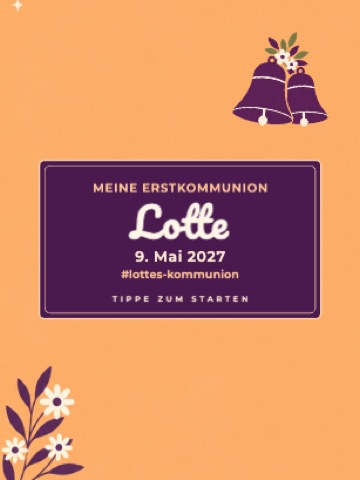 MEINE ERSTKOMMUNION
Lotte
9. Mai 2027
#lottes-kommunion
TIPPE ZUM STARTEN